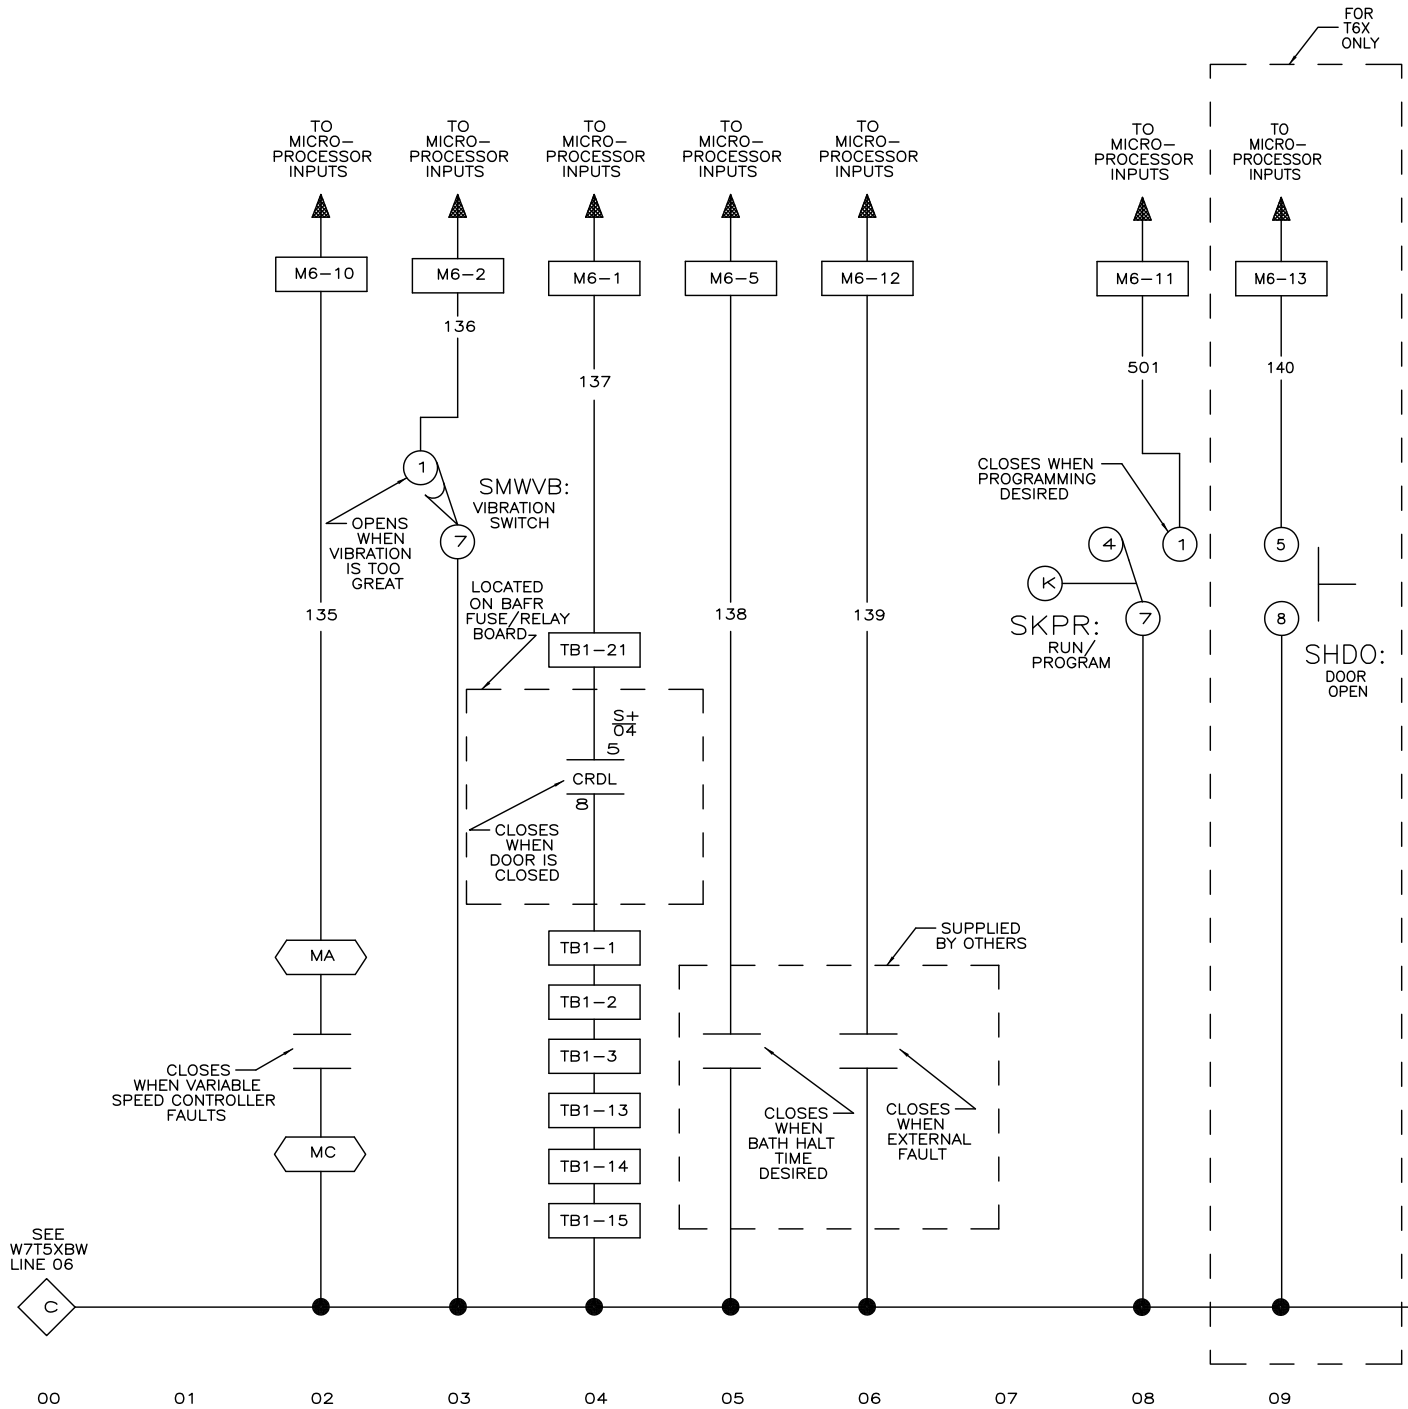 FOR
T6X
ONLY
TO
MICRO-
PROCESSOR
INPUTS
TO
MICRO-
PROCESSOR
INPUTS
TO
MICRO-
PROCESSOR
INPUTS
TO
MICRO-
PROCESSOR
INPUTS
TO
MICRO-
PROCESSOR
INPUTS
TO
MICRO-
PROCESSOR
INPUTS
TO
MICRO-
PROCESSOR
INPUTS
M6-10
M6-2
M6-1
M6-5
M6-12
M6-11
M6-13
136
137
501
140
1
SMWVB:
VIBRATION
SWITCH
7
OPENS
WHEN
VIBRATION
IS TOO
GREAT
CLOSES WHEN
PROGRAMMING
DESIRED
4
1
5
K
7
8
SKPR:
RUN/
PROGRAM
SHDO:
DOOR
OPEN
LOCATED
ON BAFR
FUSE/RELAY
BOARD
135
138
139
TB1-21
S+
04
5
CRDL
8
CLOSES
WHEN
DOOR IS
CLOSED
SUPPLIED
BY OTHERS
MA
TB1-1
TB1-2
TB1-3
TB1-13
TB1-14
TB1-15
CLOSES
WHEN VARIABLE
SPEED CONTROLLER
FAULTS
MC
CLOSES
WHEN
BATH HALT
TIME
DESIRED
CLOSES
WHEN
EXTERNAL
FAULT
SEE
W7T5XBW
LINE 06
C
00 01 02 03 04 05 06 07 08 09